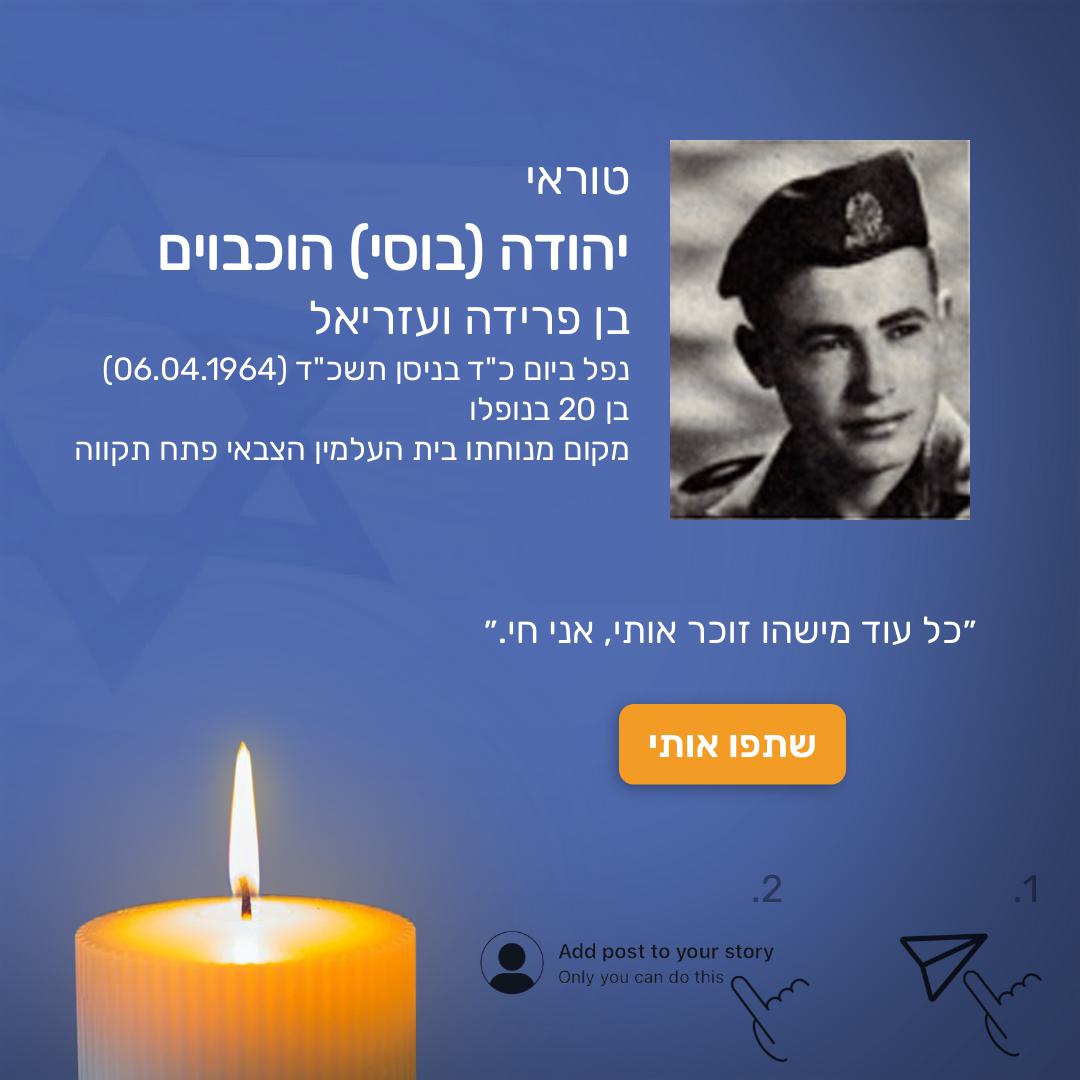 טוראי
יהודה (בוסי) הוכבוים
בן פרידה ועזריאל
נפל ביום כ"ד בניסן תשכ"ד (06.04.1964)
בן 20 בנופלו
מקום מנוחתו בית העלמין הצבאי פתח תקווה
״כל עוד מישהו זוכר אותי, אני חי.״
שתפו אותי
1.
2.
Add post to your story
Only you can do this